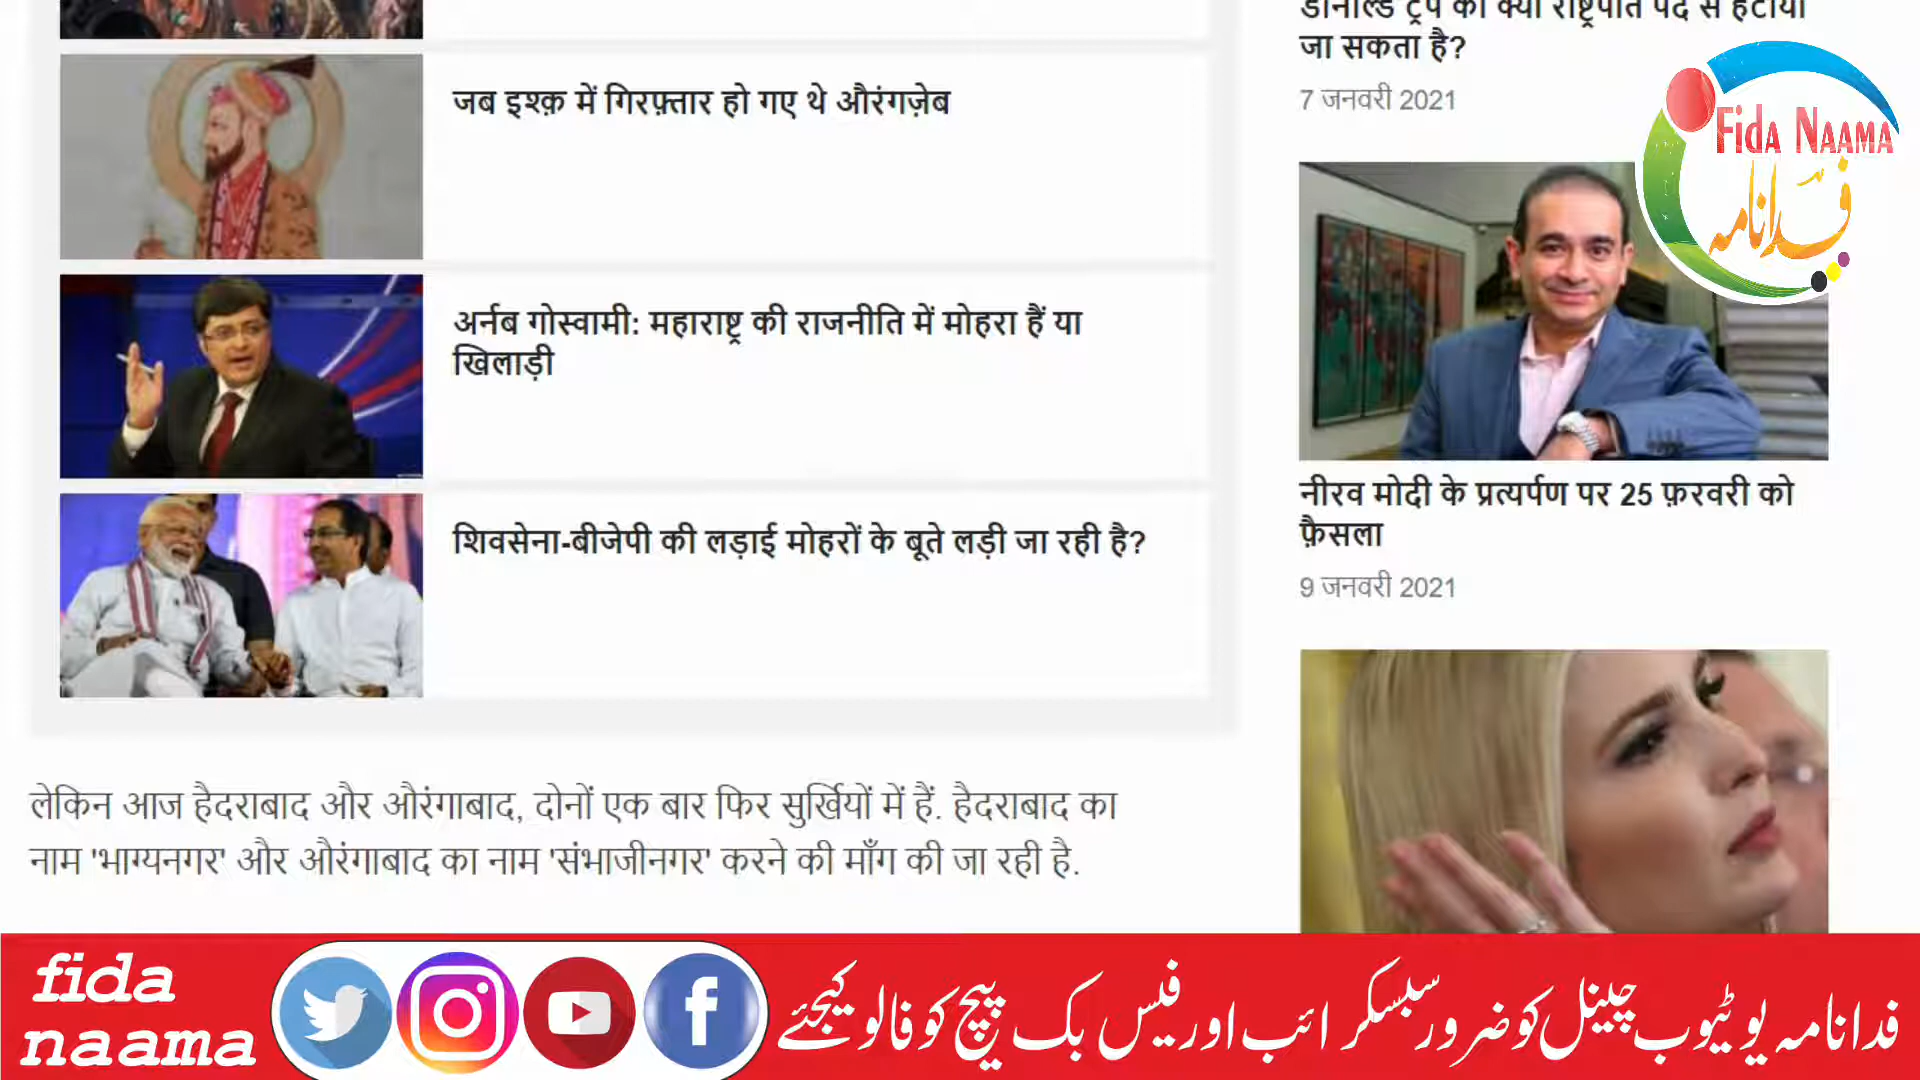 जब इश्क़ में गिरफ़्तार हो गए थे औरंगज़ेब
अर्नब गोस्वामी: महाराष्ट्र की राजनीति में मोहरा हैं या
खिलाड़ी
शिवसेना-बीजेपी की लड़ाई मोहरों के बूते लड़ी जा रही है?
लेकिन आज हैदराबाद और औरंगाबाद, दोनों एक बार फिर सुर्खियों में हैं. हैदराबाद का
नाम 'भाग्यनगर' और औरंगाबाद का नाम 'संभाजीनगर' करने की माँग की जा रही है.
डोनाल्ड ट्रंप को क्या राष्ट्रपति पद से हटाया
जा सकता है?
7 जनवरी 2021
नीरव मोदी के प्रत्यर्पण पर 25 फ़रवरी को
फ़ैसला
9 जनवरी 2021
Fida Naama
فدانامہ
fida
naama
فدانامہ یوٹیوب چینل کو ضرور سبسکرائب اور فیس بک پیج کو فالو کیجئے